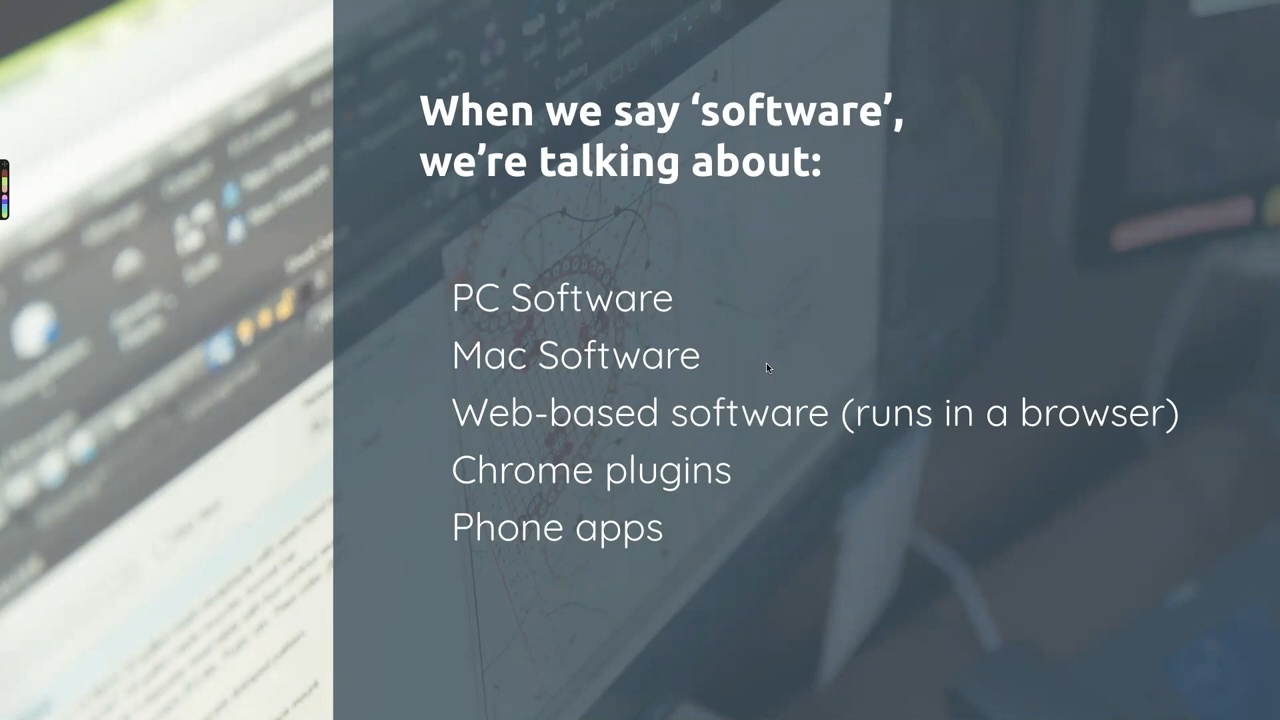 When we say ‘software’,
we’re talking about:
PC Software
Mac Software
Web-based software (runs in a browser)
Chrome plugins
Phone apps